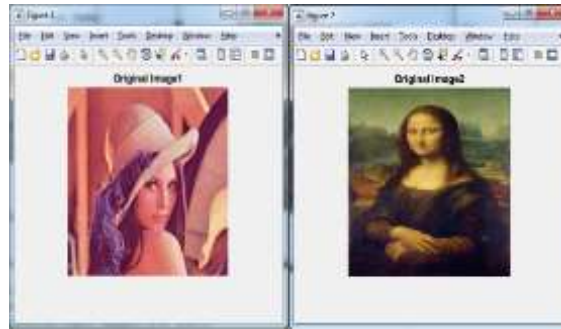 Figure 1
File Edit View Insert Tools Desktop Window Help
Original Image1
Figure 2
File Edit View Insert Tools Desktop Window Help
Original Image2